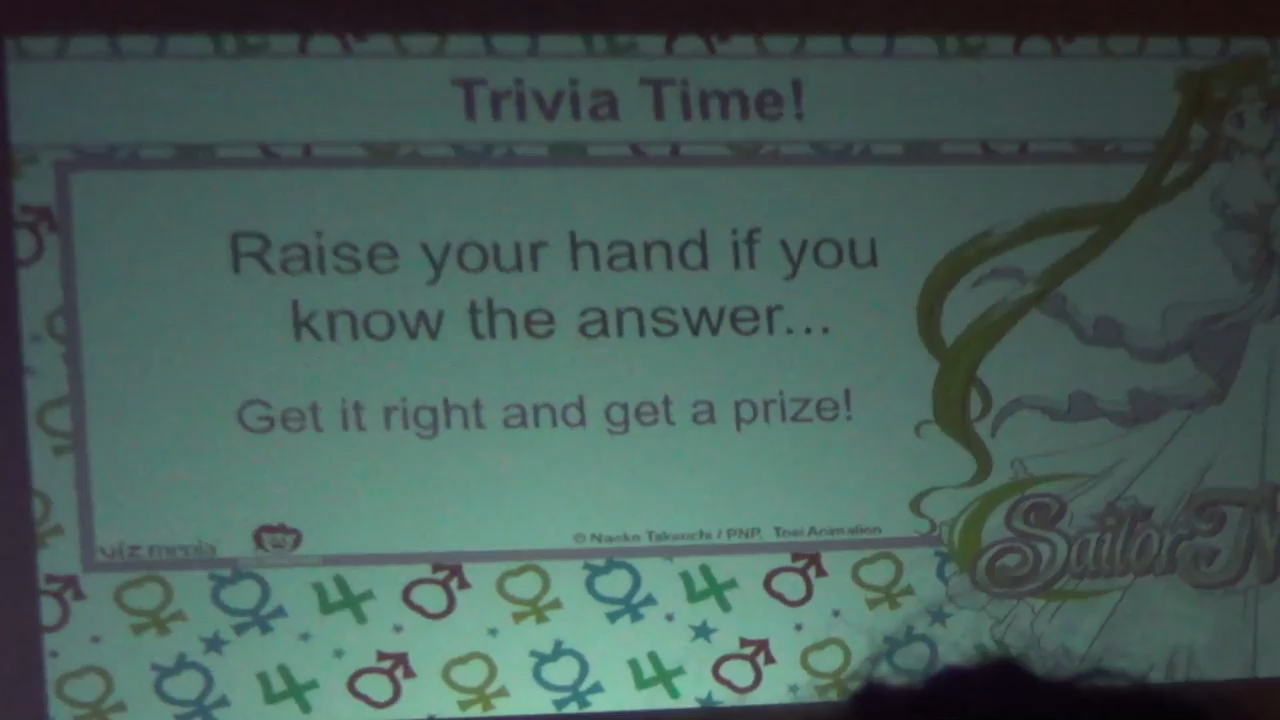 Trivia Time!
Raise your hand if you
know the answer...
Get it right and get a prize!
viz media
© Naoko Takeuchi / PNP, Toei Animation
Sailor M